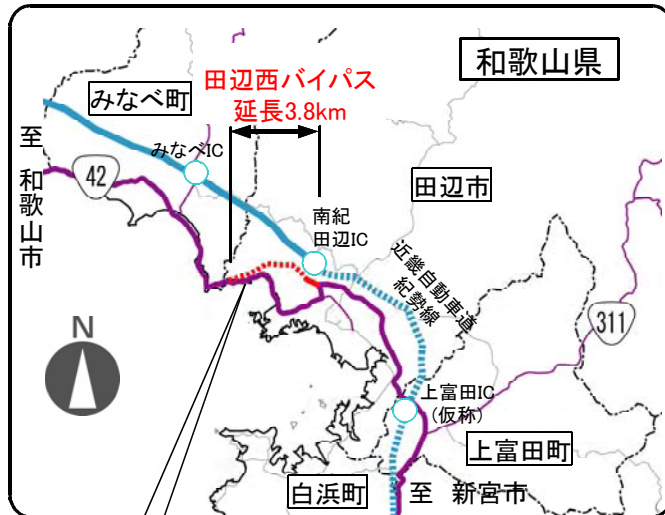 和歌山県
田辺西バイパス
延長3.8km
みなべ町
みなべIC
至 和歌山市
42
田辺市
南紀
田辺IC
近畿自動車道
紀勢線
311
N
上富田IC
(仮称)
上富田町
白浜町
至 新宮市